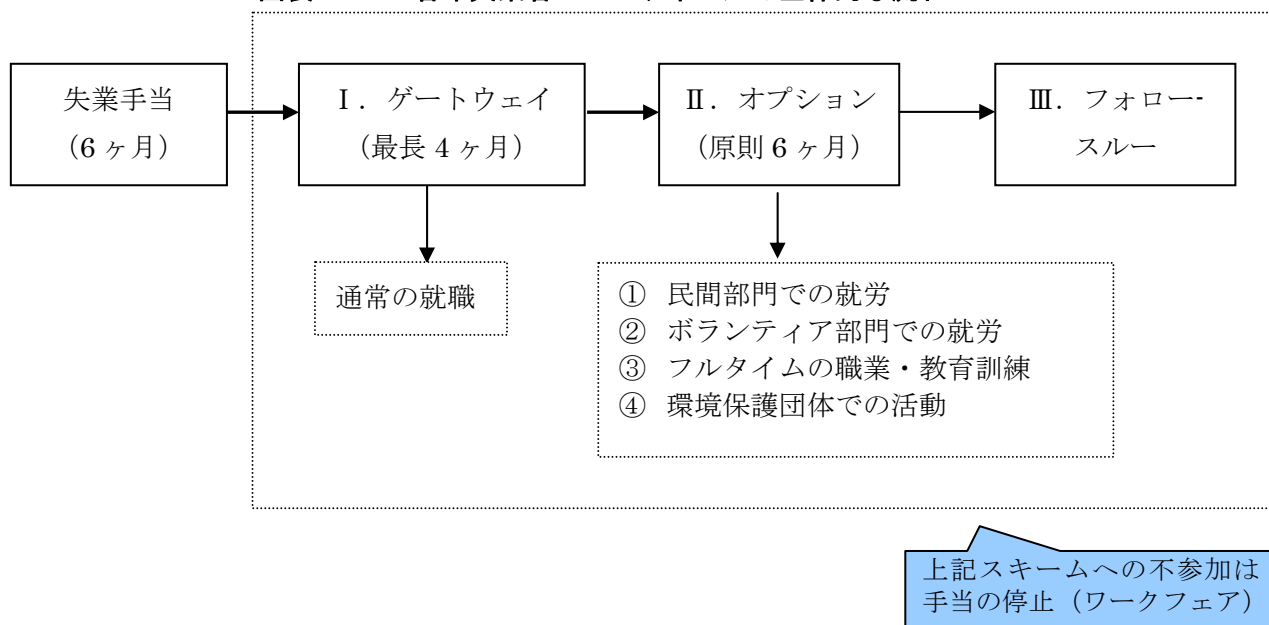 失業手当
(6 ヶ月)
Ⅰ．ゲートウェイ
(最長 4 ヶ月)
Ⅱ．オプション
(原則 6 ヶ月)
Ⅲ．フォロー-
スルー
通常の就職
① 民間部門での就労
② ボランティア部門での就労
③ フルタイムの職業・教育訓練
④ 環境保護団体での活動
上記スキームへの不参加は
手当の停止（ワークフェア）